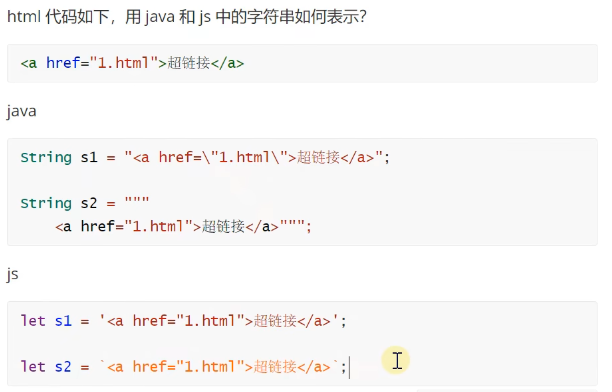 html 代码如下，用 java 和 js 中的字符串如何表示？
<a href="1.html">超链接</a>
java
String s1 = "<a href=\"1.html\">超链接</a>";
String s2 = """
    <a href="1.html">超链接</a>""";
js
let s1 = '<a href="1.html">超链接</a>';
let s2 = `<a href="1.html">超链接</a>`;